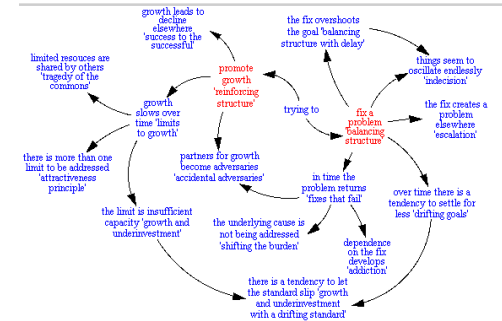 growth leads to
decline
elsewhere
'success to the
successful'
the fix overshoots
the goal 'balancing
structure with delay'
things seem to
oscillate endlessly
'indecision'
limited resouces are
shared by others
'tragedy of the
commons'
promote
growth
'reinforcing
structure'
growth
slows over
time 'limits
to growth'
trying to
fix a
problem
'balancing
structure'
the fix creates a
problem
elsewhere
'escalation'
there is more than one
limit to be addressed
'attractiveness
principle'
partners for growth
become adversaries
'accidental adversaries'
in time the
problem returns
'fixes that fail'
over time there is a
tendency to settle for
less 'drifting goals'
the limit is insufficient
capacity 'growth and
underinvestment'
the underlying cause is
not being addressed
'shifting the burden'
dependence
on the fix
develops
'addiction'
there is a tendency to let
the standard slip 'growth
and underinvestment
with a drifting standard'